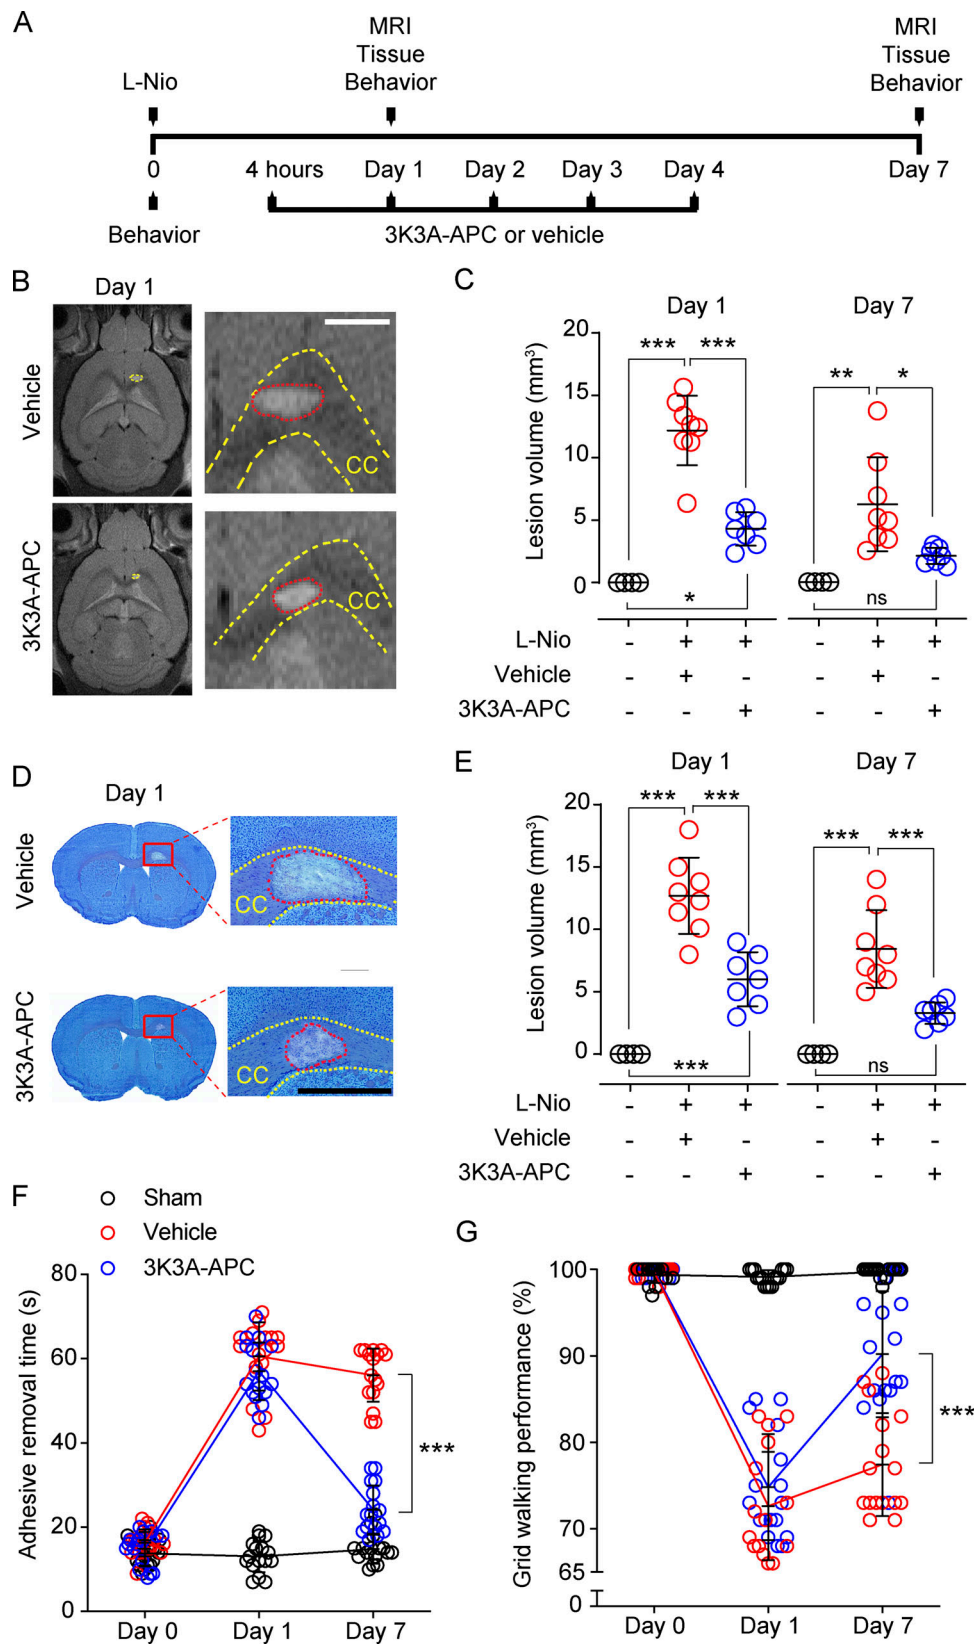 A
MRI
Tissue
Behavior
MRI
Tissue
Behavior
L-Nio
0
4 hours
Day 1
Day 2
Day 3
Day 4
Day 7
Behavior
3K3A-APC or vehicle
B
Day 1
Vehicle
CC
3K3A-APC
CC
C
Day 1
Day 7
Lesion volume (mm³)
20
15
10
5
0
*** ***
** *
*
ns
L-Nio - + + - + +
Vehicle - + - - + -
3K3A-APC - - + - - +
D
Day 1
Vehicle
CC
3K3A-APC
CC
E
Day 1
Day 7
Lesion volume (mm³)
20
15
10
5
0
*** ***
*** ***
***
ns
L-Nio - + + - + +
Vehicle - + - - + -
3K3A-APC - - + - - +
F
Sham
Vehicle
3K3A-APC
Adhesive removal time (s)
80
60
40
20
0
***
Day 0 Day 1 Day 7
G
Grid walking performance (%)
100
90
80
70
65
0
***
Day 0 Day 1 Day 7